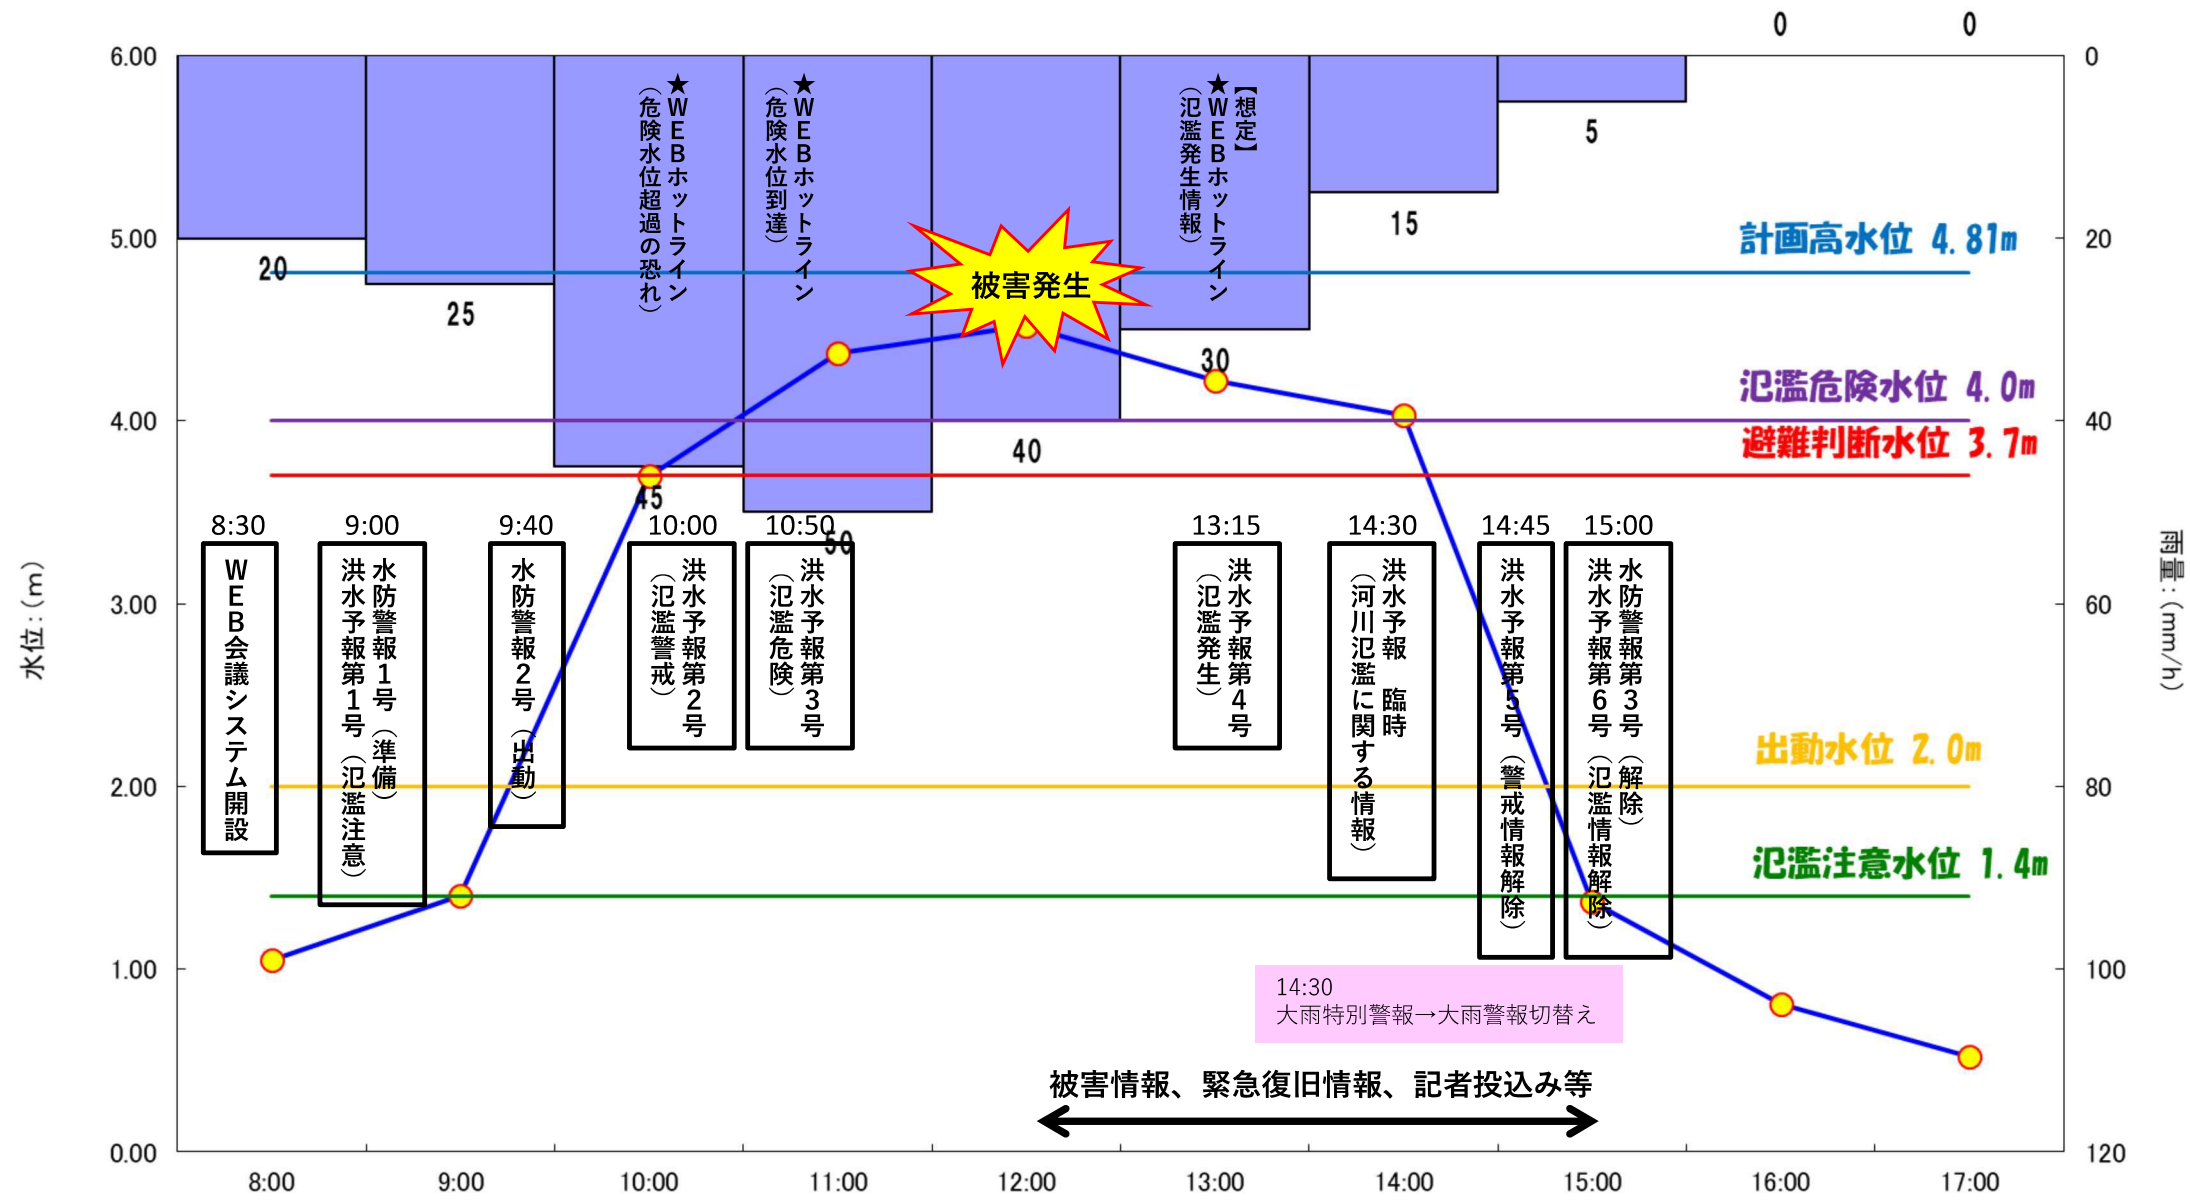 0
0
6.00
5.00
4.00
3.00
2.00
1.00
0.00
水位:(m)
0
20
40
60
80
100
120
雨量:(mm/h)
20
25
45
50
40
30
15
5
★WEBホットライン
(危険水位超過の恐れ)
★WEBホットライン
(危険水位到達)
【想定】
★WEBホットライン
(氾濫発生情報)
被害発生
計画高水位 4.81m
氾濫危険水位 4.0m
避難判断水位 3.7m
出動水位 2.0m
氾濫注意水位 1.4m
8:30
WEB会議システム開設
9:00
水防警報1号(準備)
洪水予報第1号(氾濫注意)
9:40
水防警報2号(出動)
10:00
洪水予報第2号
(氾濫警戒)
10:50
洪水予報第3号
(氾濫危険)
13:15
洪水予報第4号
(氾濫発生)
14:30
洪水予報 臨時
(河川氾濫に関する情報)
14:45
洪水予報第5号(警戒情報解除)
15:00
水防警報第3号(解除)
洪水予報第6号(氾濫情報解除)
14:30
大雨特別警報→大雨警報切替え
被害情報、緊急復旧情報、記者投込み等
8:00
9:00
10:00
11:00
12:00
13:00
14:00
15:00
16:00
17:00